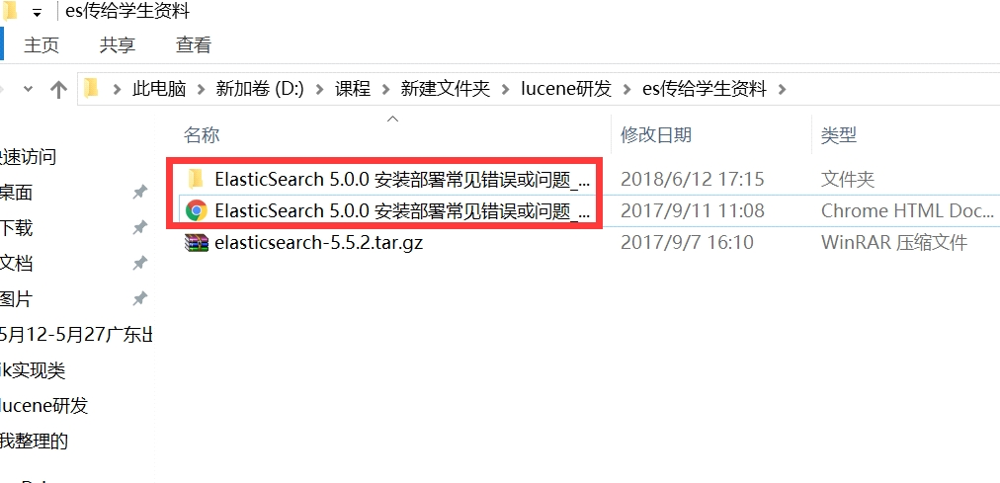 es传给学生资料
主页 共享 查看
此电脑 新加卷 (D:) 课程 新建文件夹 lucene研发 es传给学生资料
名称 修改日期 类型
速访问
桌面
下载
文档
图片
5月12-5月27广东出
ik实现类
lucene研发
我整理的
ElasticSearch 5.0.0 安装部署常见错误或问题_... 2018/6/12 17:15 文件夹
ElasticSearch 5.0.0 安装部署常见错误或问题_... 2017/9/11 11:08 Chrome HTML Doc...
elasticsearch-5.5.2.tar.gz 2017/9/7 16:10 WinRAR 压缩文件